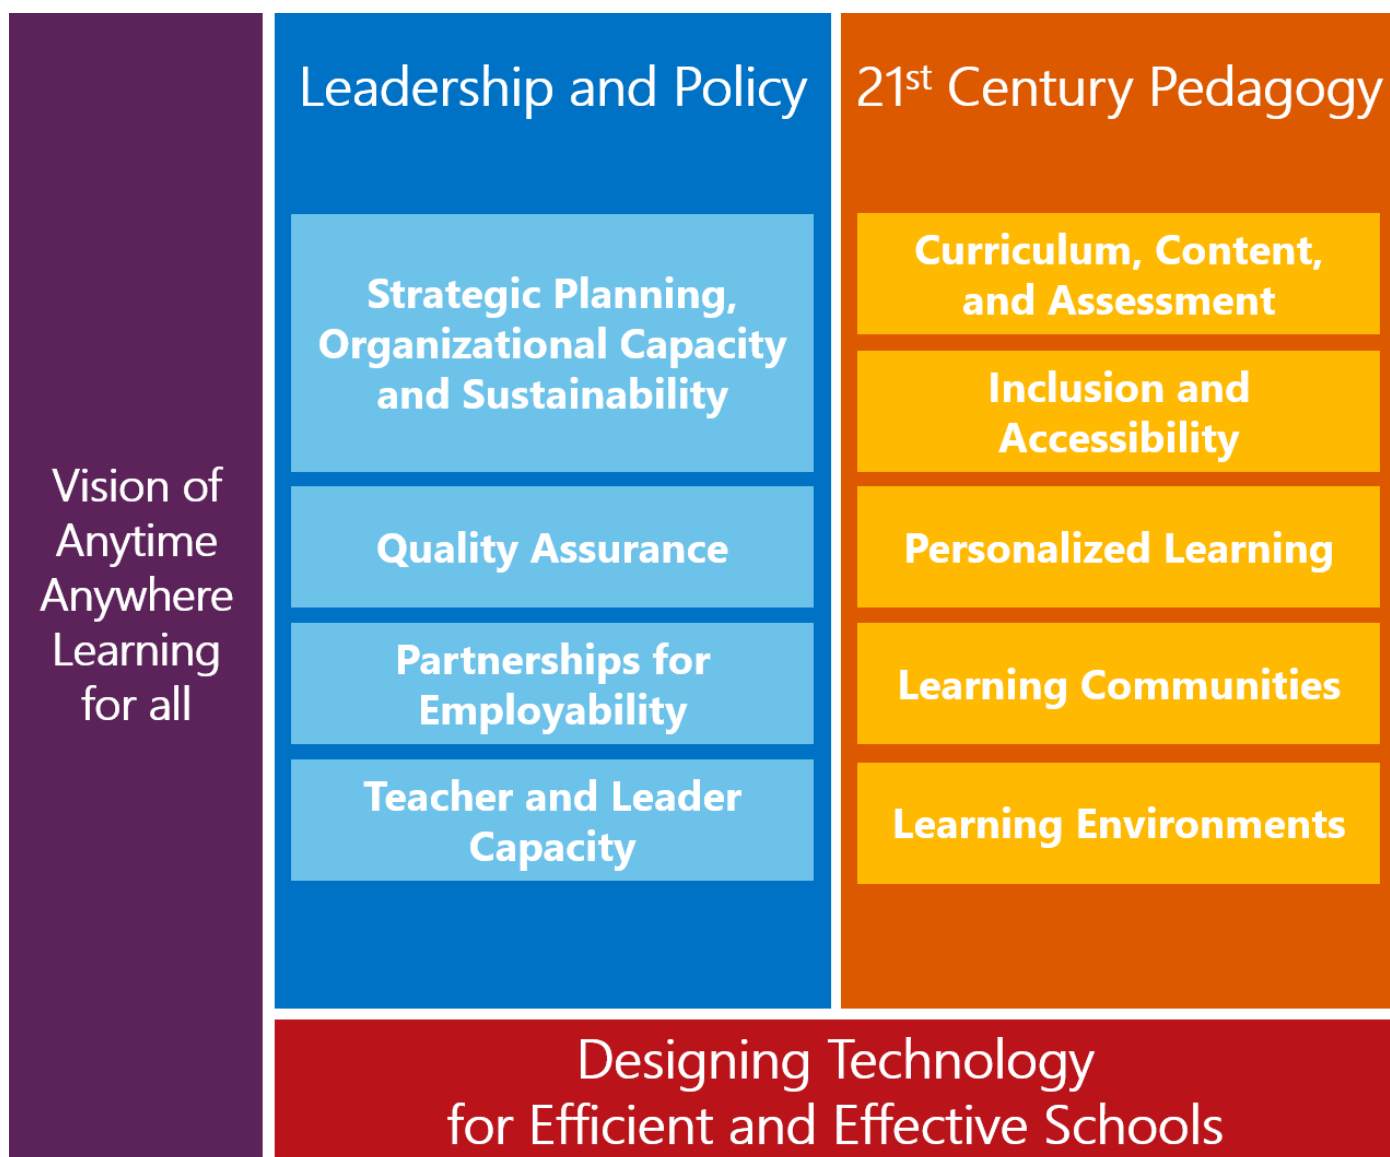 Vision of
Anytime
Anywhere
Learning
for all
Leadership and Policy
Strategic Planning,
Organizational Capacity
and Sustainability
Quality Assurance
Partnerships for
Employability
Teacher and Leader
Capacity
21st Century Pedagogy
Curriculum, Content,
and Assessment
Inclusion and
Accessibility
Personalized Learning
Learning Communities
Learning Environments
Designing Technology
for Efficient and Effective Schools